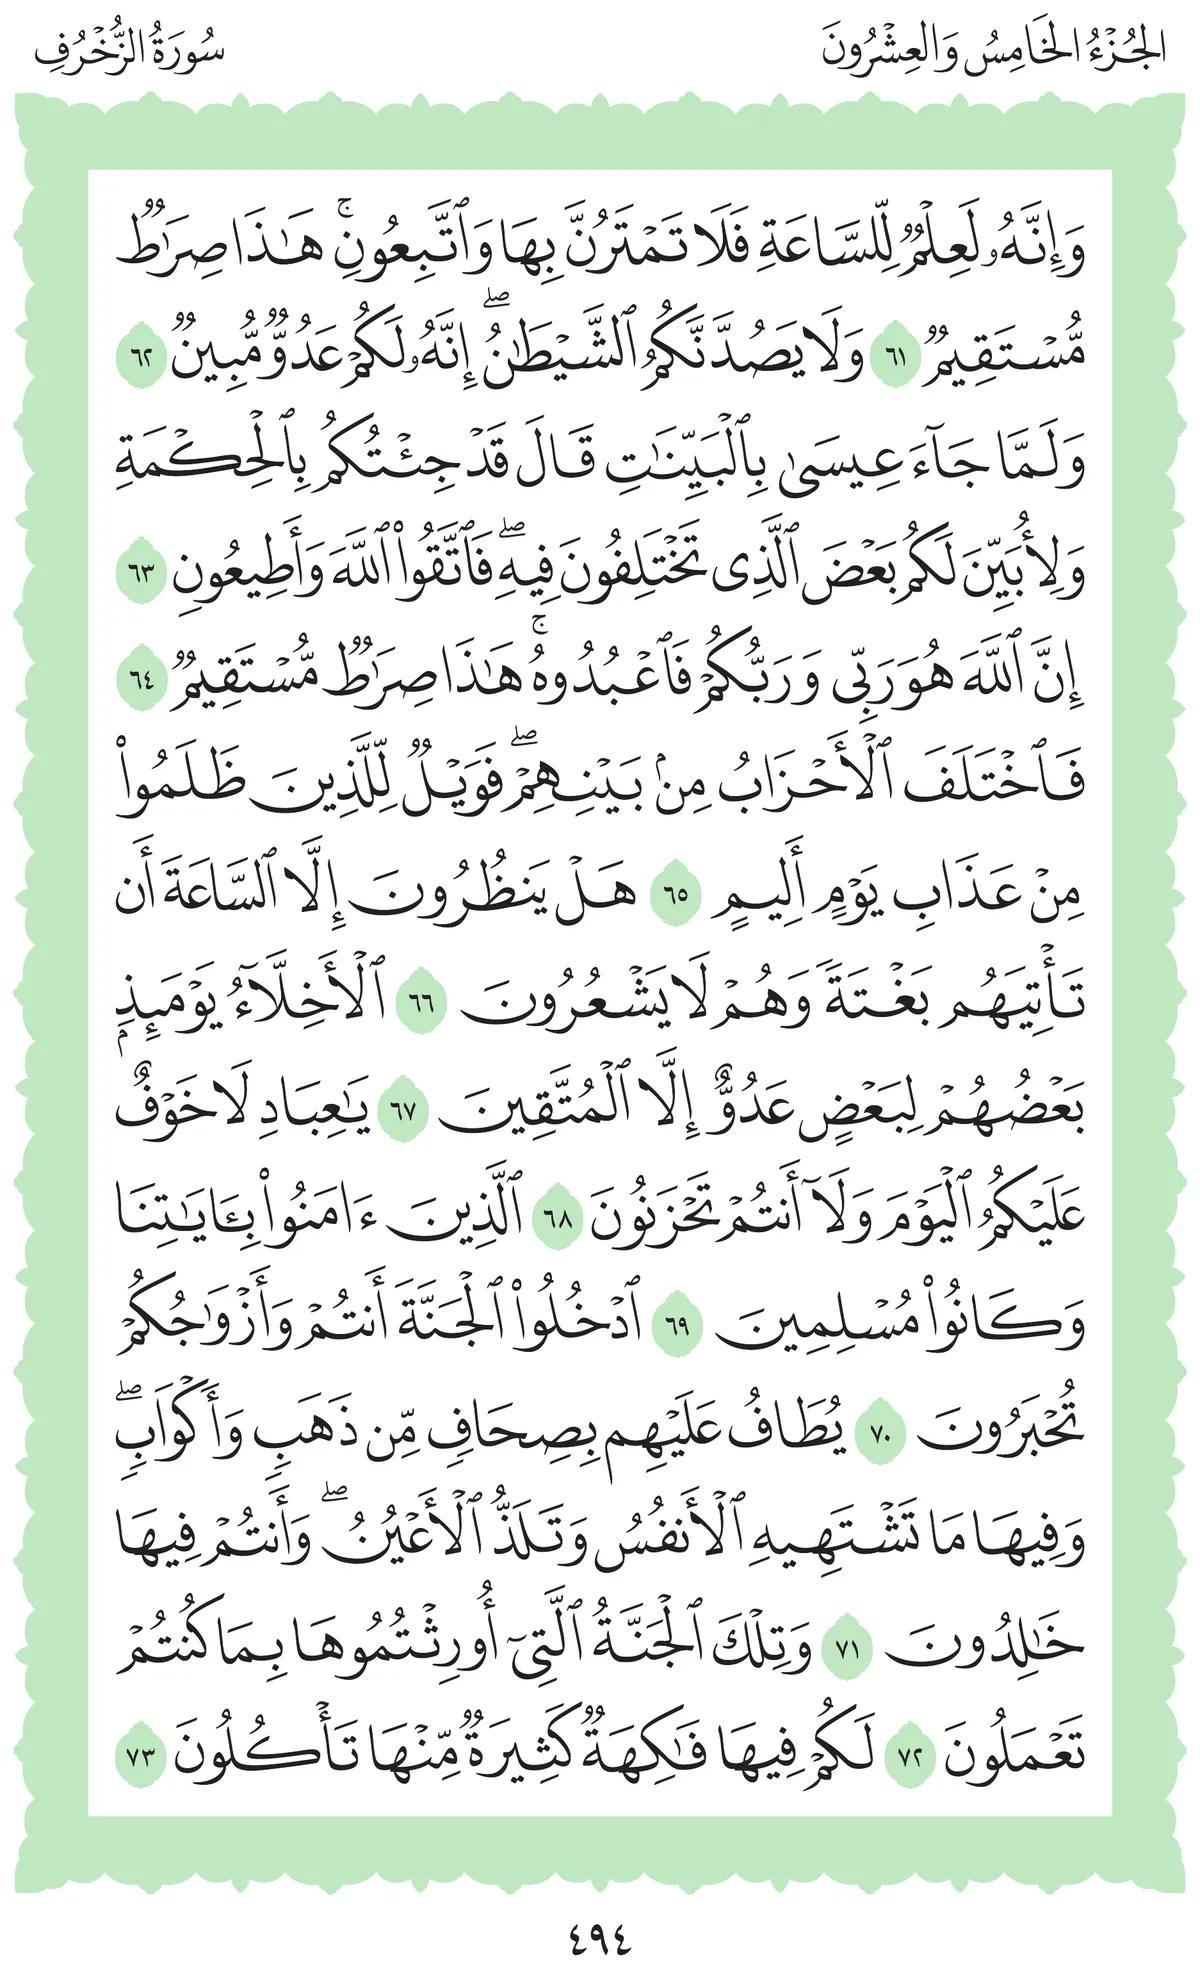 الجُزْءُ الخَامِسُ وَالعِشْرُونَ
سُورَةُ الزُّخْرُفِ
وَإِنَّهُۥ لَعِلْمٌ لِّلسَّاعَةِ فَلَا تَمْتَرُنَّ بِهَا وَٱتَّبِعُونِۚ هَٰذَا صِرَٰطٌ
مُّسْتَقِيمٌ ٦١ وَلَا يَصُدَّنَّكُمُ ٱلشَّيْطَٰنُۖ إِنَّهُۥ لَكُمْ عَدُوٌّ مُّبِينٌ ٦٢
وَلَمَّا جَآءَ عِيسَىٰ بِٱلْبَيِّنَٰتِ قَالَ قَدْ جِئْتُكُم بِٱلْحِكْمَةِ
وَلِأُبَيِّنَ لَكُم بَعْضَ ٱلَّذِى تَخْتَلِفُونَ فِيهِۖ فَٱتَّقُوا۟ ٱللَّهَ وَأَطِيعُونِ ٦٣
إِنَّ ٱللَّهَ هُوَ رَبِّى وَرَبُّكُمْ فَٱعْبُدُوهُۚ هَٰذَا صِرَٰطٌ مُّسْتَقِيمٌ ٦٤
فَٱخْتَلَفَ ٱلْأَحْزَابُ مِنۢ بَيْنِهِمْۖ فَوَيْلٌ لِّلَّذِينَ ظَلَمُوا۟
مِنْ عَذَابِ يَوْمٍ أَلِيمٍ ٦٥ هَلْ يَنظُرُونَ إِلَّا ٱلسَّاعَةَ أَن
تَأْتِيَهُم بَغْتَةً وَهُمْ لَا يَشْعُرُونَ ٦٦ ٱلْأَخِلَّآءُ يَوْمَئِذٍۭ
بَعْضُهُمْ لِبَعْضٍ عَدُوٌّ إِلَّا ٱلْمُتَّقِينَ ٦٧ يَٰعِبَادِ لَا خَوْفٌ
عَلَيْكُمُ ٱلْيَوْمَ وَلَآ أَنتُمْ تَحْزَنُونَ ٦٨ ٱلَّذِينَ ءَامَنُوا۟ بِـَٔايَٰتِنَا
وَكَانُوا۟ مُسْلِمِينَ ٦٩ ٱدْخُلُوا۟ ٱلْجَنَّةَ أَنتُمْ وَأَزْوَٰجُكُمْ
تُحْبَرُونَ ٧٠ يُطَافُ عَلَيْهِم بِصِحَافٍ مِّن ذَهَبٍ وَأَكْوَابٍۖ
وَفِيهَا مَا تَشْتَهِيهِ ٱلْأَنفُسُ وَتَلَذُّ ٱلْأَعْيُنُۖ وَأَنتُمْ فِيهَا
خَٰلِدُونَ ٧١ وَتِلْكَ ٱلْجَنَّةُ ٱلَّتِىٓ أُورِثْتُمُوهَا بِمَا كُنتُمْ
تَعْمَلُونَ ٧٢ لَكُمْ فِيهَا فَٰكِهَةٌ كَثِيرَةٌ مِّنْهَا تَأْكُلُونَ ٧٣
٤٩٤